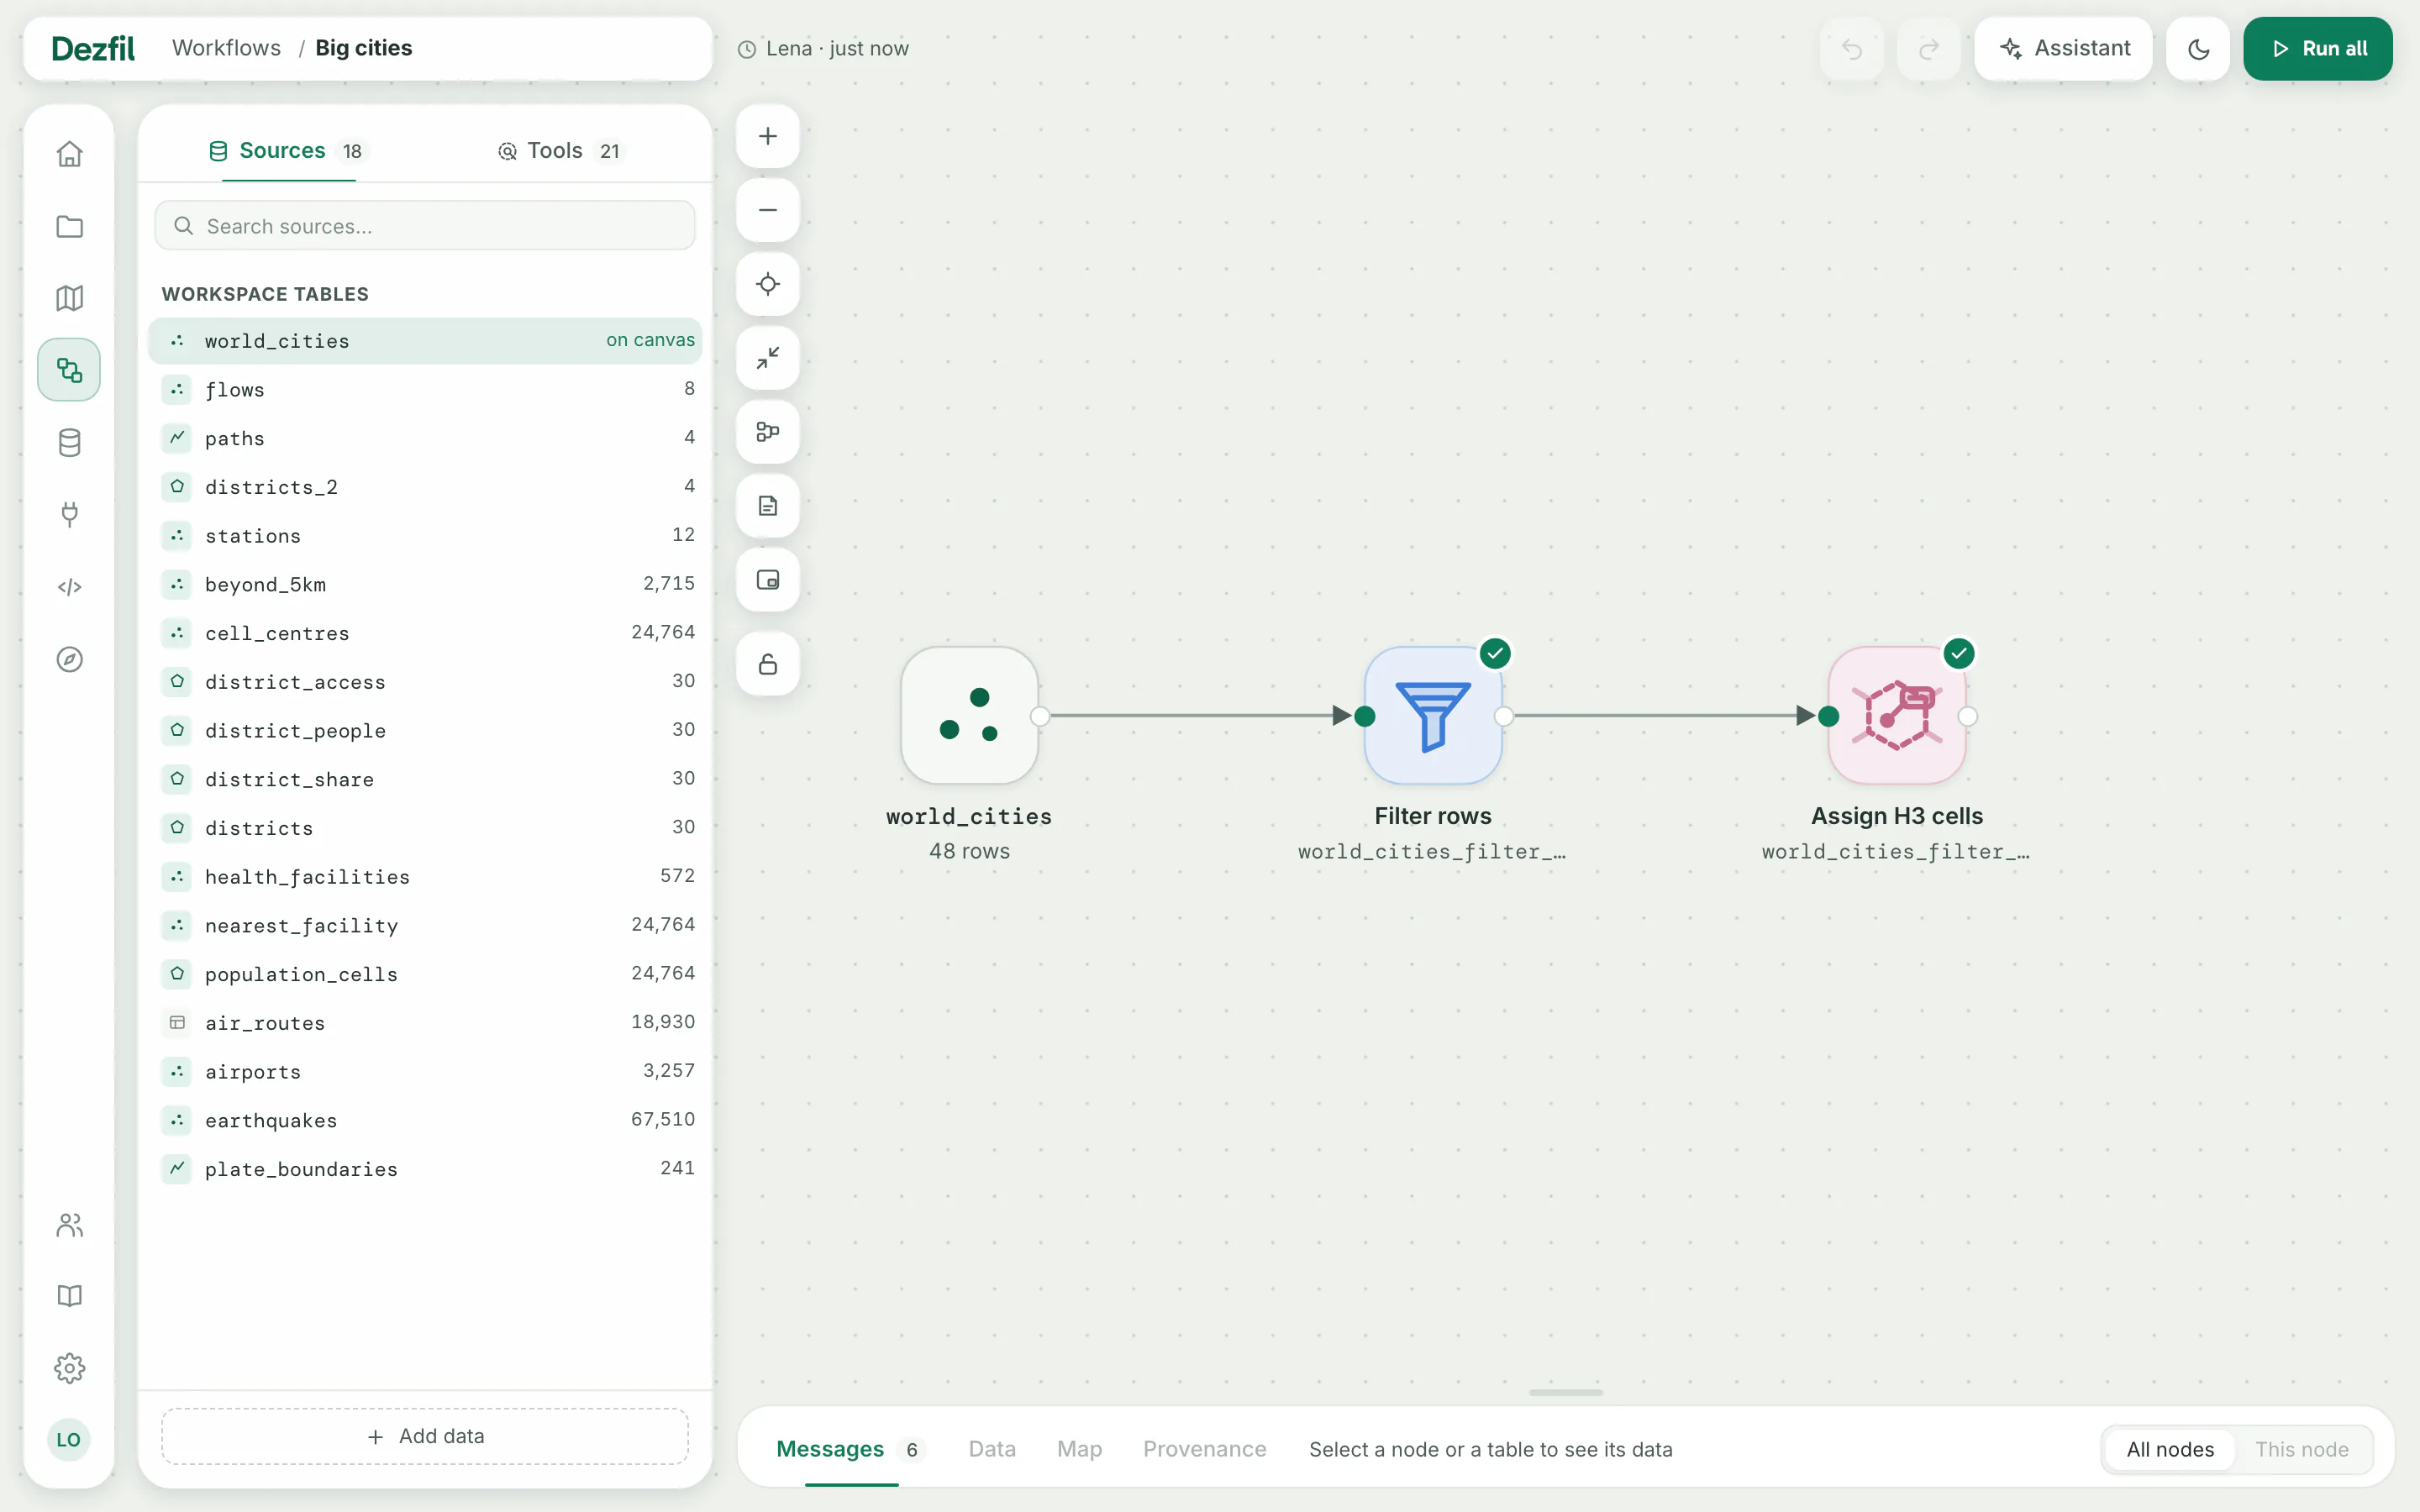 Dezfil
Workflows / Big cities
Lena · just now
Assistant
Run all
Sources 18
Tools 21
Search sources...
WORKSPACE TABLES
world_cities on canvas
flows 8
paths 4
districts_2 4
stations 12
beyond_5km 2,715
cell_centres 24,764
district_access 30
district_people 30
district_share 30
districts 30
health_facilities 572
nearest_facility 24,764
population_cells 24,764
air_routes 18,930
airports 3,257
earthquakes 67,510
plate_boundaries 241
Add data
LO
world_cities
48 rows
Filter rows
world_cities_filter_…
Assign H3 cells
world_cities_filter_…
Messages 6
Data
Map
Provenance
Select a node or a table to see its data
All nodes
This node